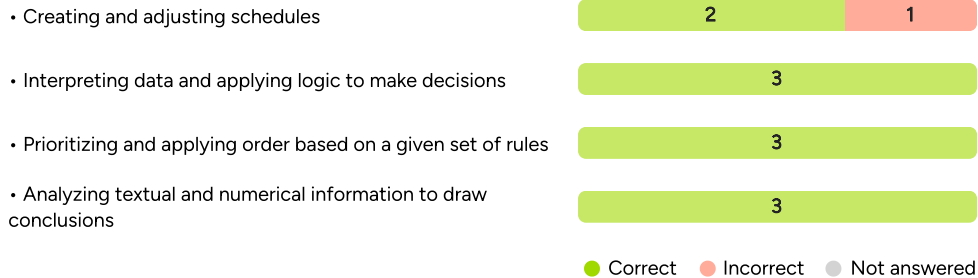 • Creating and adjusting schedules
2 1
• Interpreting data and applying logic to make decisions
3
• Prioritizing and applying order based on a given set of rules
3
• Analyzing textual and numerical information to draw
conclusions
3
Correct Incorrect Not answered